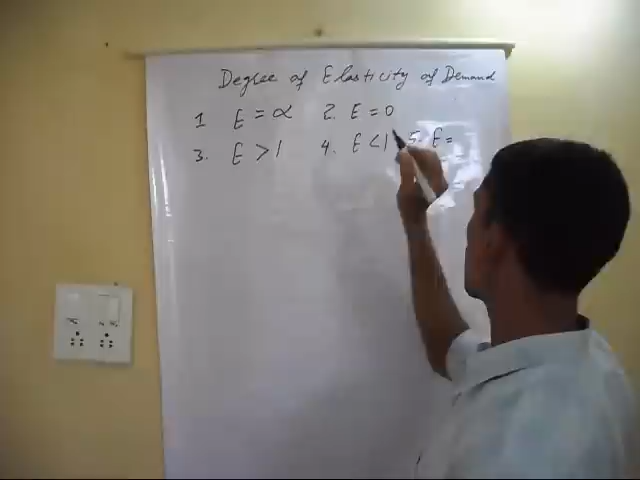 Degree of Elasticity of Demand
1 E = α 2. E = 0
3. E > 1 4. E < 1 5. E =